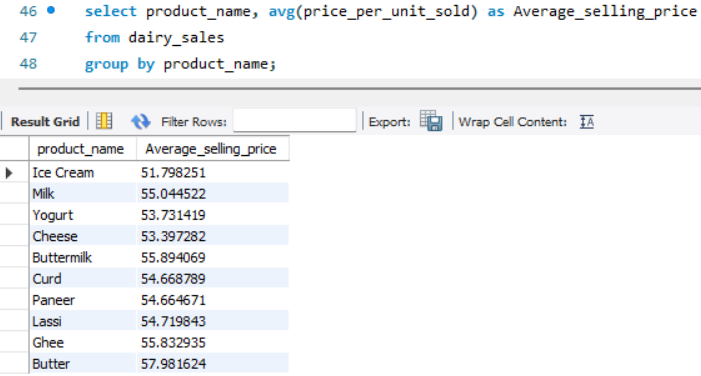 46 select product_name, avg(price_per_unit_sold) as Average_selling_price
47 from dairy_sales
48 group by product_name;
Result Grid Filter Rows: Export: Wrap Cell Content: IA
product_name Average_selling_price
Ice Cream 51.798251
Milk 55.044522
Yogurt 53.731419
Cheese 53.397282
Buttermilk 55.894069
Curd 54.668789
Paneer 54.664671
Lassi 54.719843
Ghee 55.832935
Butter 57.981624